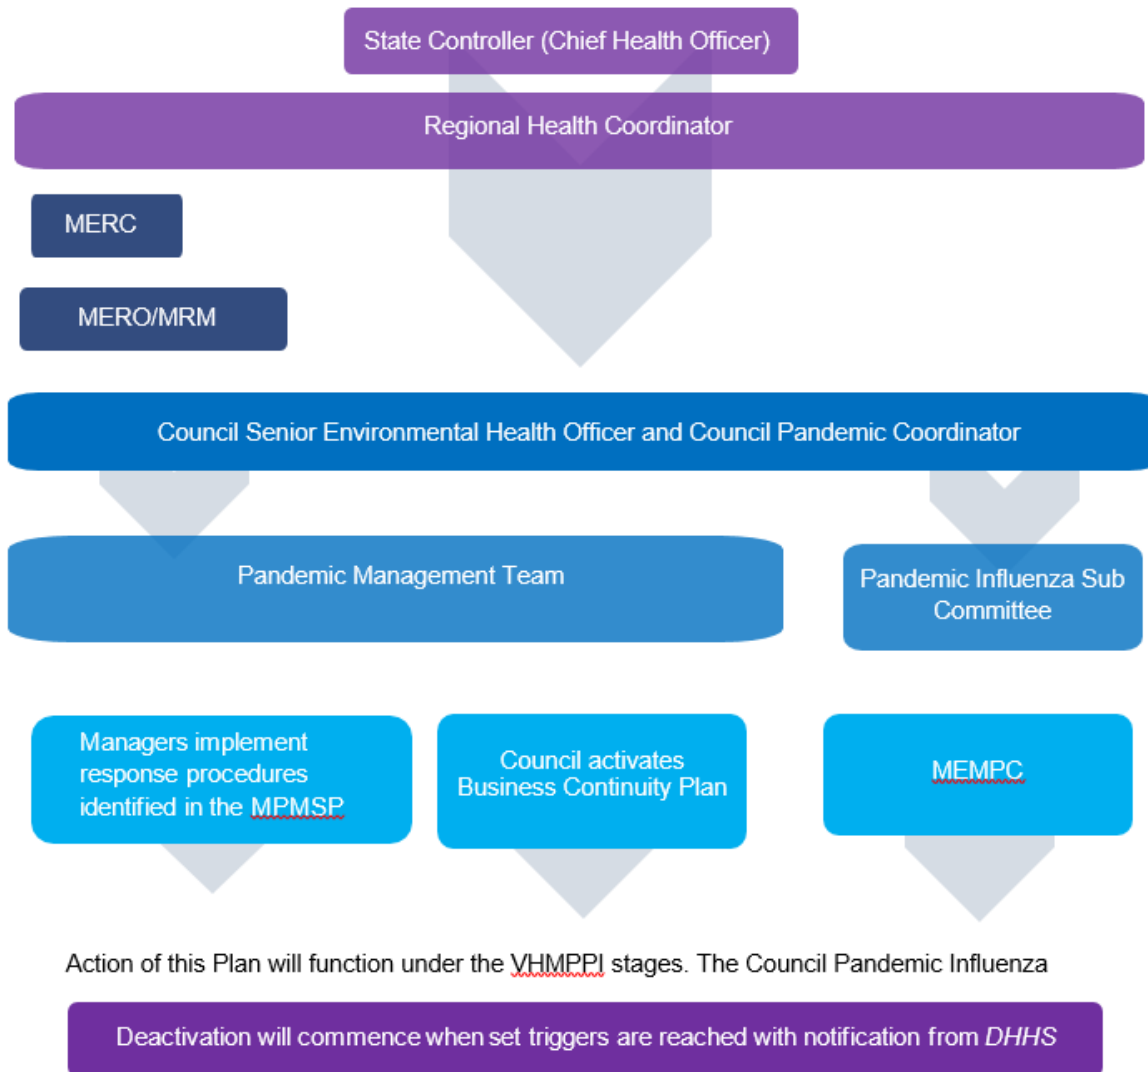 State Controller (Chief Health Officer)
Regional Health Coordinator
MERC
MERO/MRM
Council Senior Environmental Health Officer and Council Pandemic Coordinator
Pandemic Management Team
Pandemic Influenza Sub
Committee
Managers implement
response procedures
identified in the MPMSP
Council activates
Business Continuity Plan
MEMPC
Action of this Plan will function under the VHMPPI stages. The Council Pandemic Influenza
Deactivation will commence when set triggers are reached with notification from DHHS